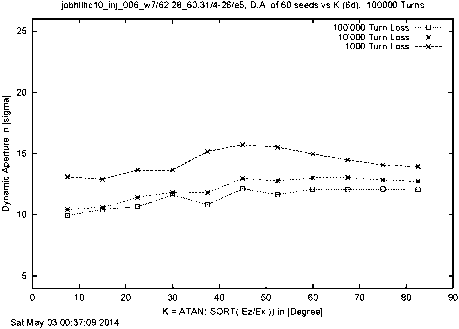 jobhllhc10_inj_006_w7/62.28_60.31/4-26/e5, D.A. of 60 seeds vs K (6d). 100000 Turns
100'000 Turn Loss
10'000 Turn Loss
1000 Turn Loss
25
20
15
10
5
Dynamic Aperture in [sigma]
0 10 20 30 40 50 60 70 80 90
K = ATAN( SQRT( Ez/Ex )) in [Degree]
Sat May 03 00:37:09 2014